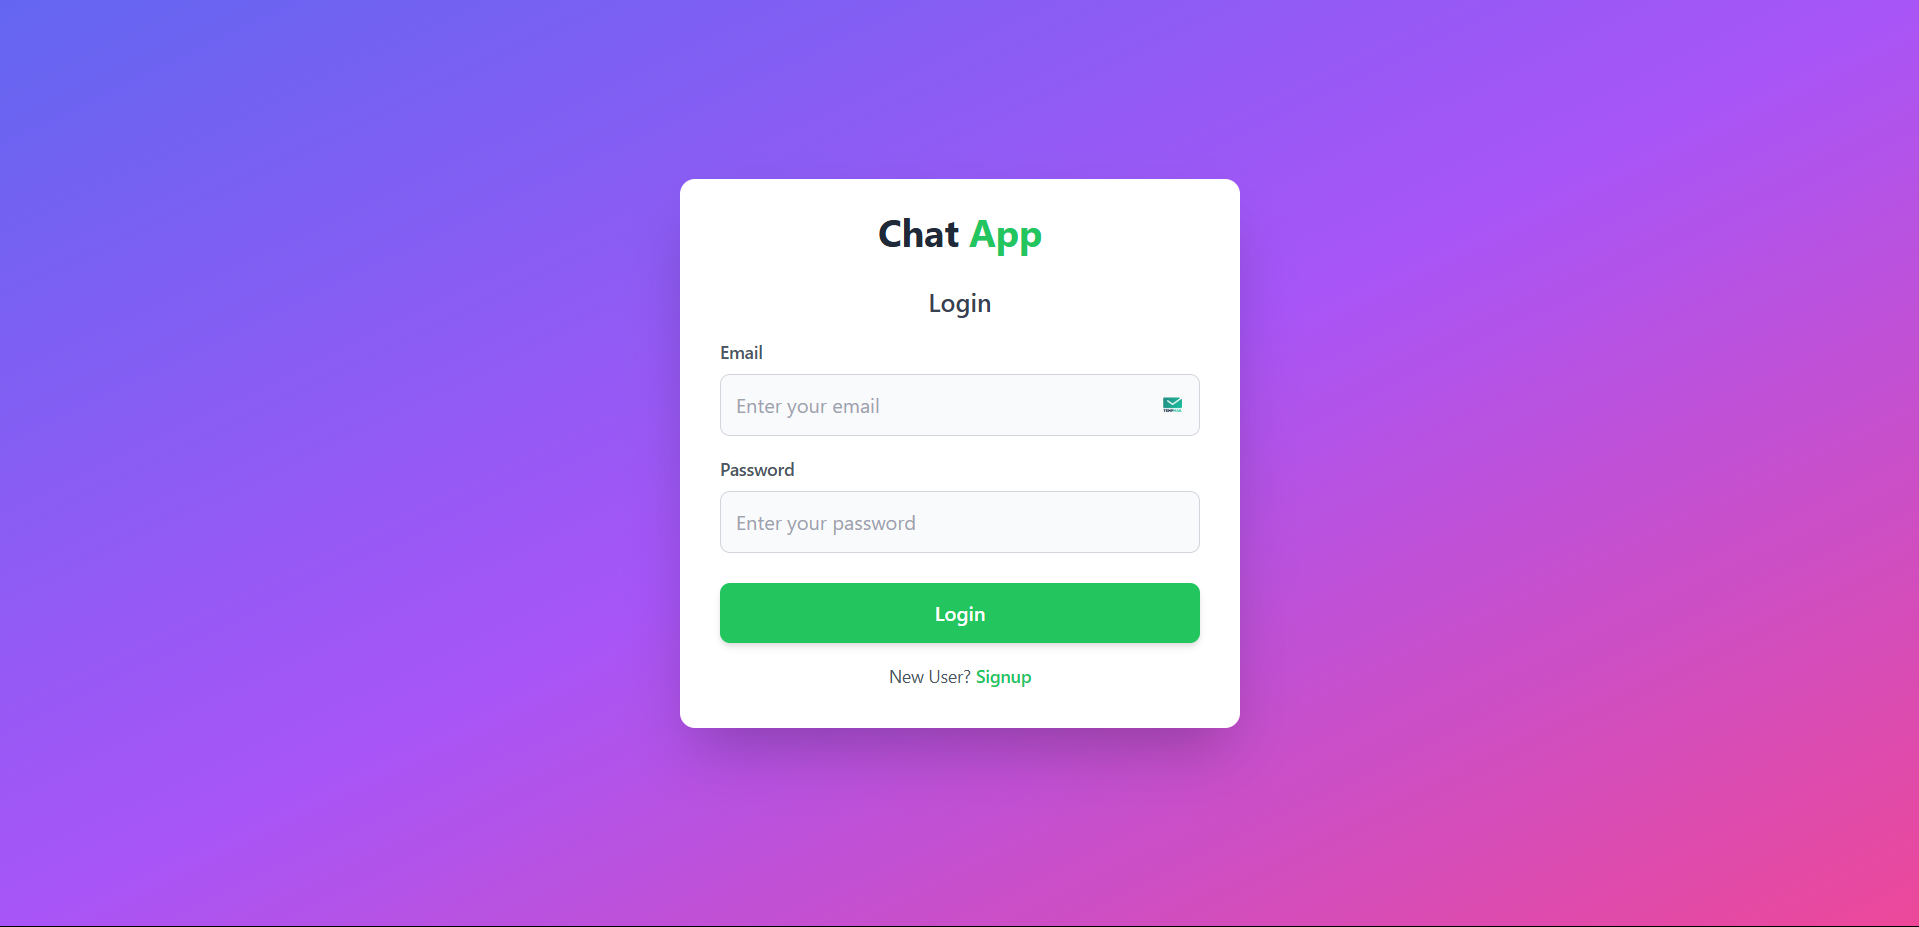 Chat App
Login
Email
Enter your email
Password
Enter your password
Login
New User? Signup